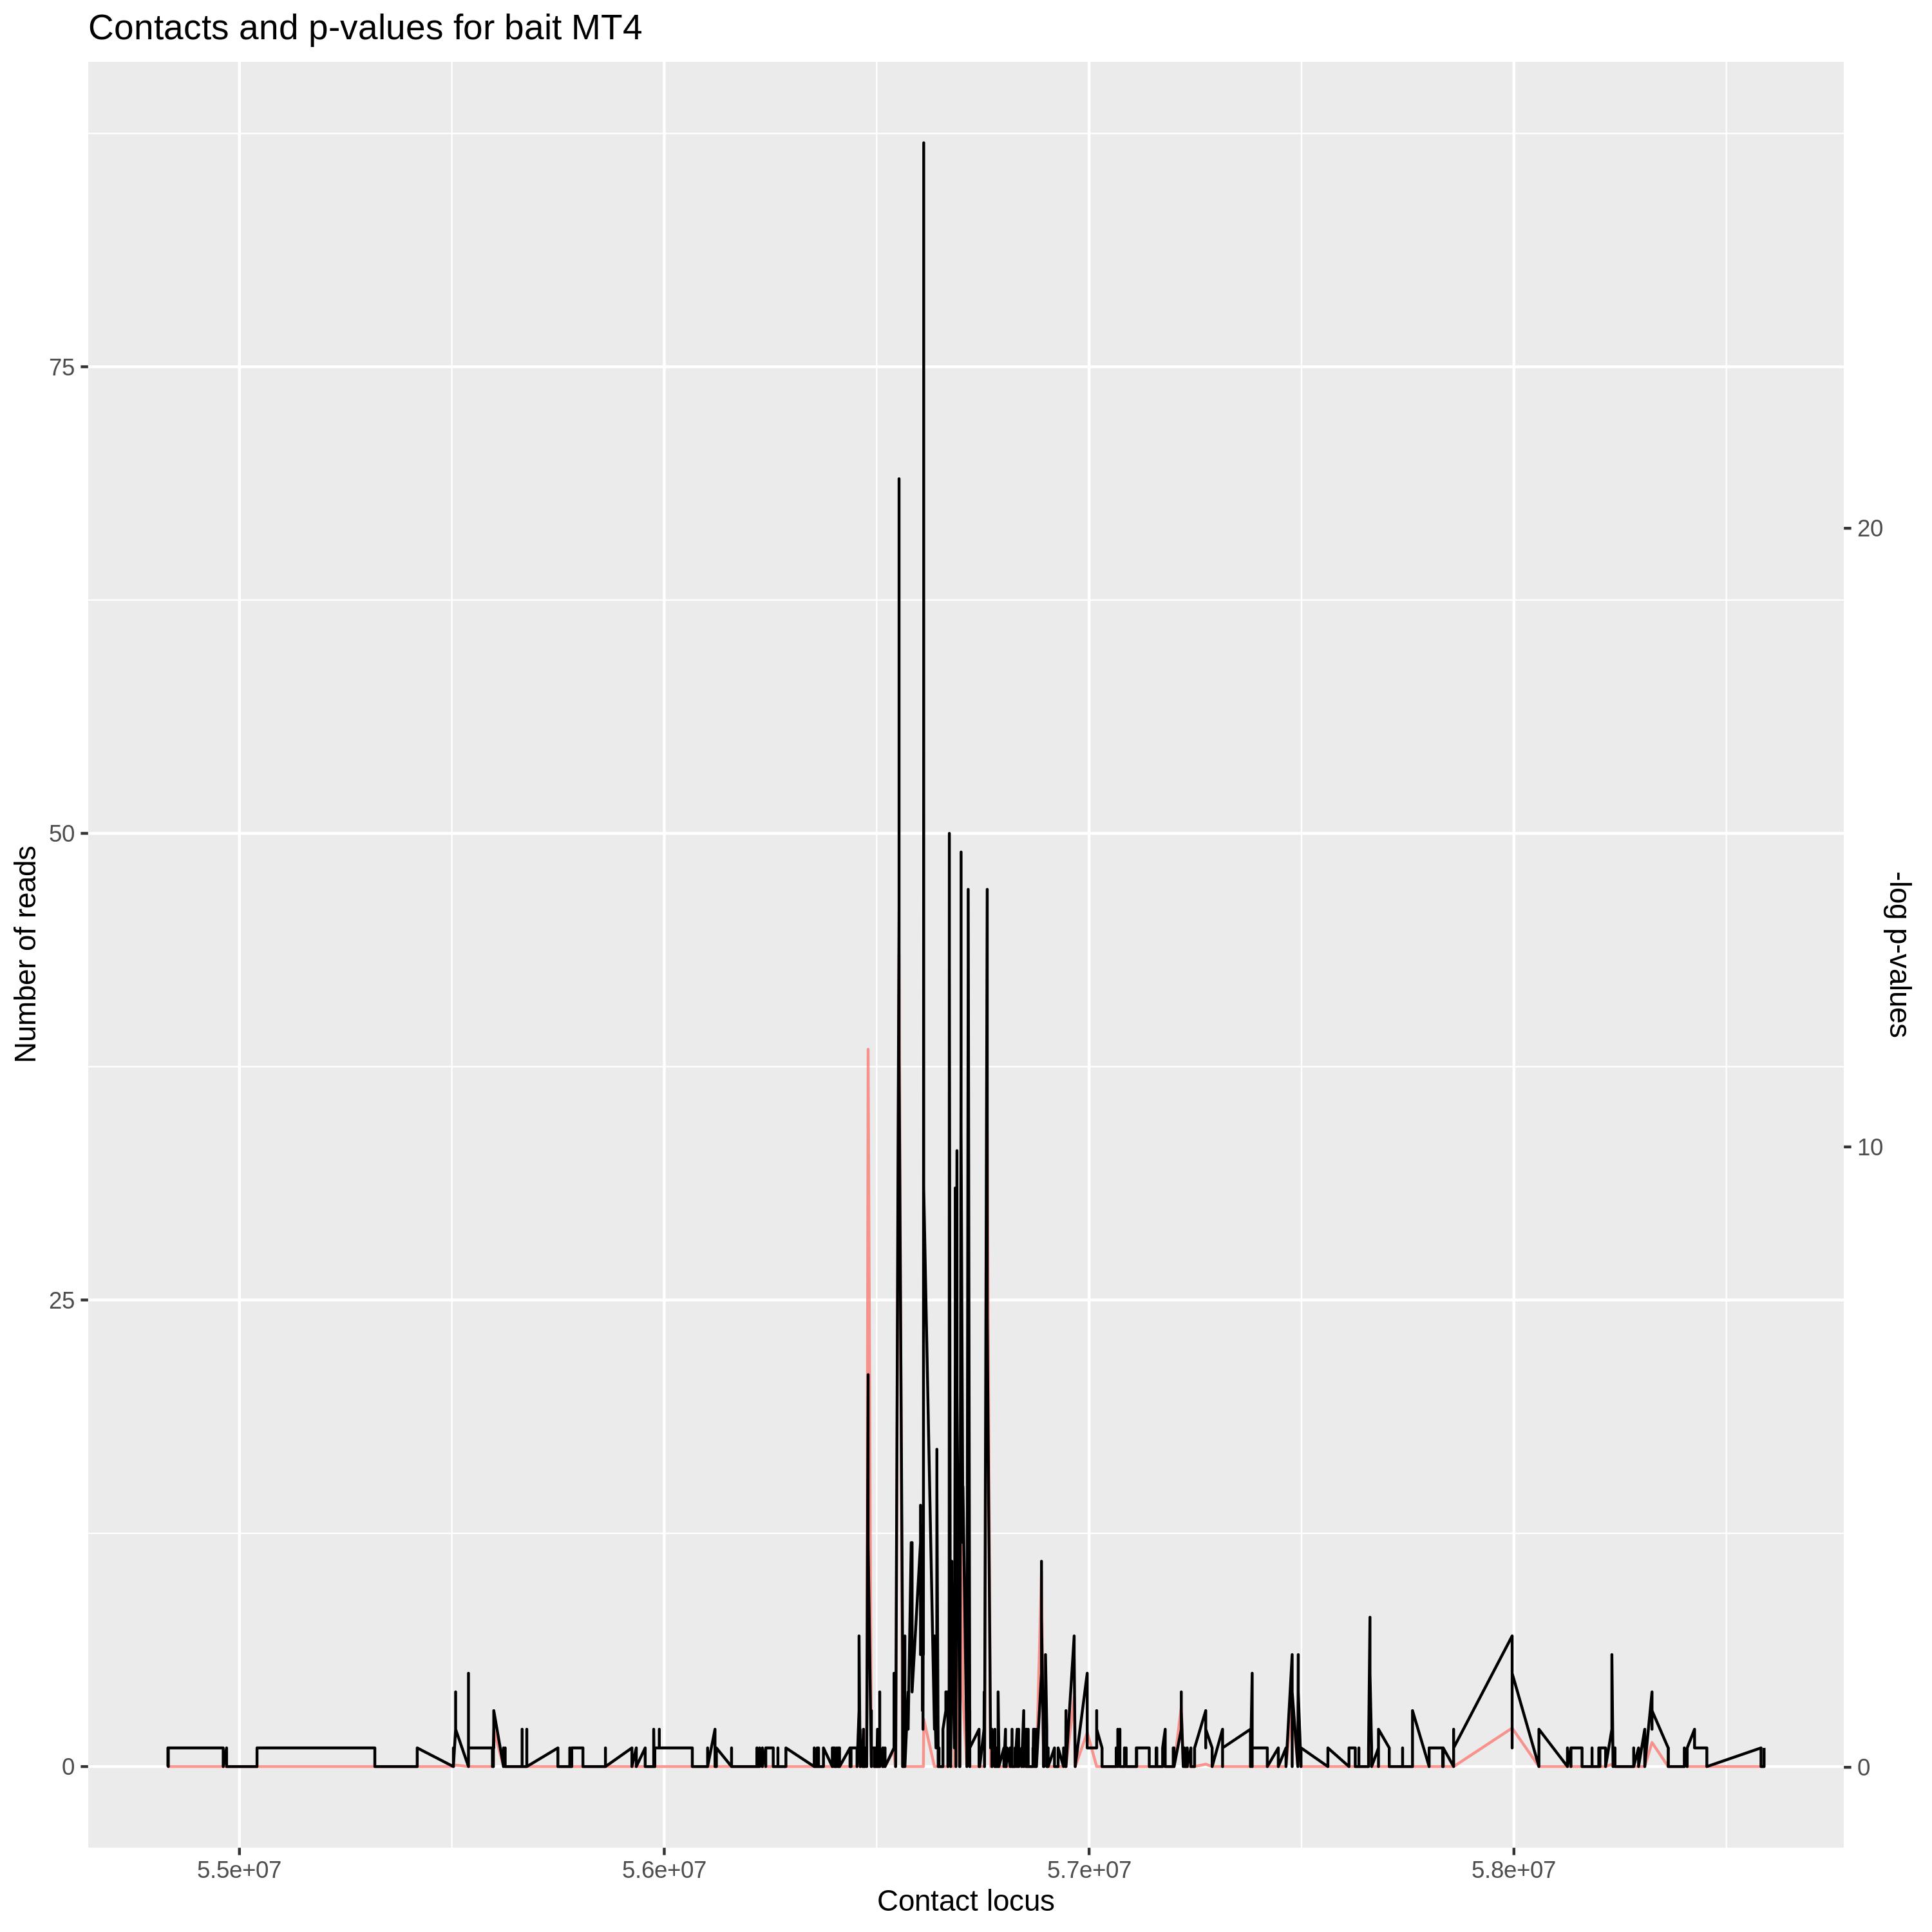 Contacts and p-values for bait MT4
75
50
25
0
Number of reads
20
10
0
-log p-values
5.5e+07
5.6e+07
5.7e+07
5.8e+07
Contact locus